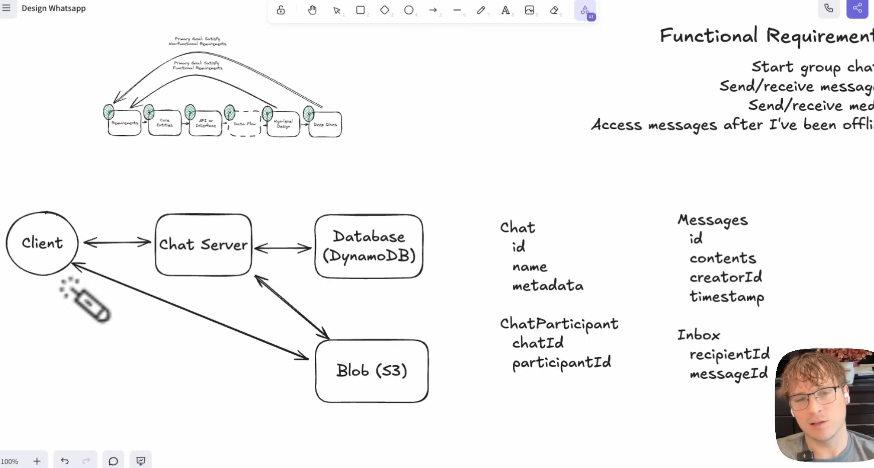 Design Whatsapp
Functional Requirement
Primary Goal: Satisfy
Non-Functional Requirements
Primary Goal: Satisfy
Functional Requirements
Start group cha
Send/receive messag
Send/receive med
Access messages after I've been offli
Requirements
Core
Entities
API or
Interface
Data Flow
High-level
Design
Deep Dives
Client
Chat Server
Database
(DynamoDB)
Blob (S3)
Chat
id
name
metadata
ChatParticipant
chatId
participantId
Messages
id
contents
creatorId
timestamp
Inbox
recipientId
messageId
100%